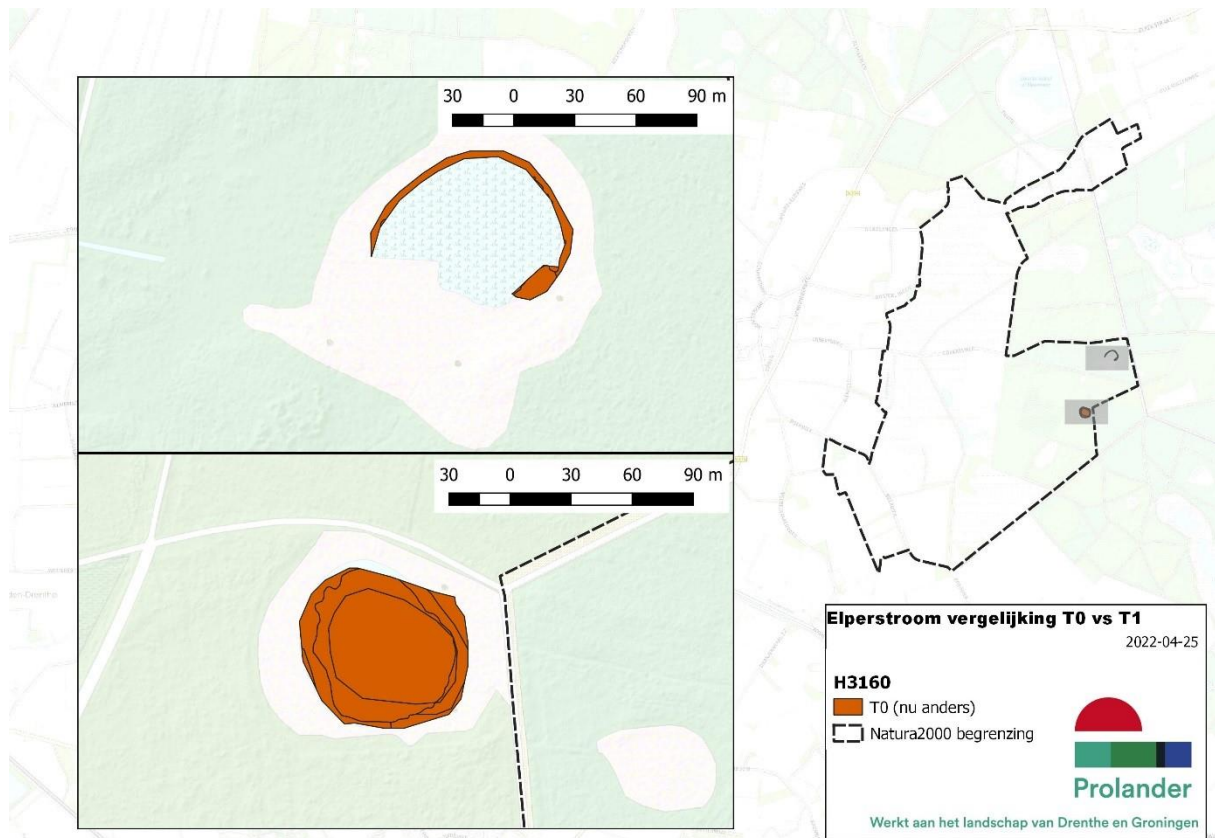 30 0 30 60 90 m
30 0 30 60 90 m
Elperstroom vergelijking T0 vs T1
2022-04-25
H3160
T0 (nu anders)
Natura2000 begrenzing
Prolander
Werkt aan het landschap van Drenthe en Groningen